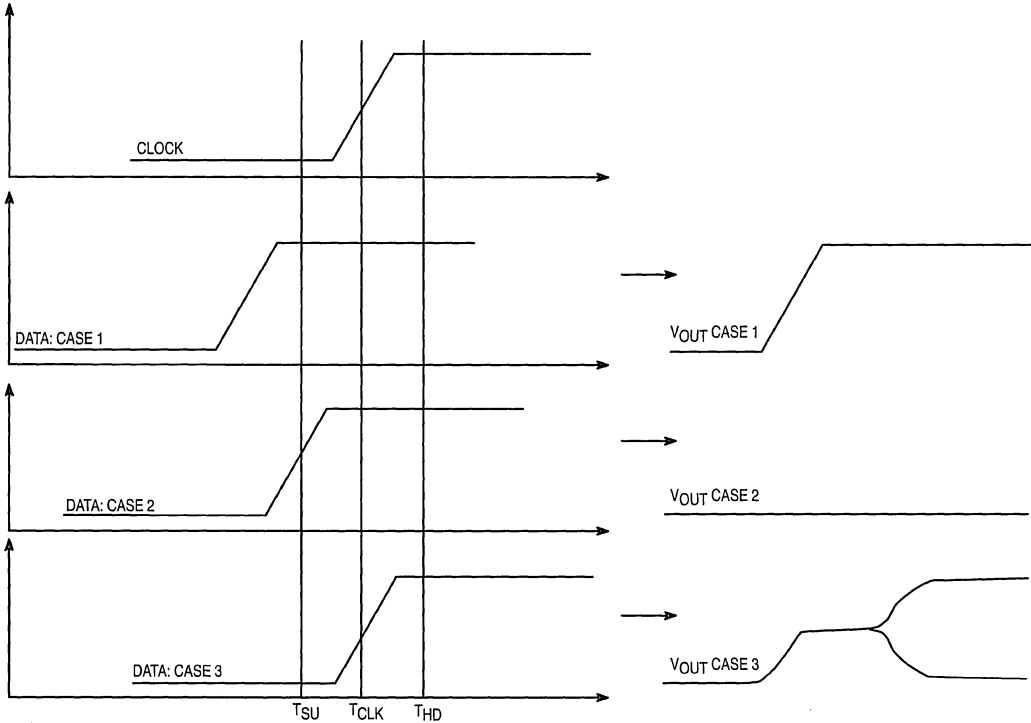 CLOCK
DATA: CASE 1
VOUT CASE 1
DATA: CASE 2
VOUT CASE 2
DATA: CASE 3
VOUT CASE 3
TSU
TCLK
THD